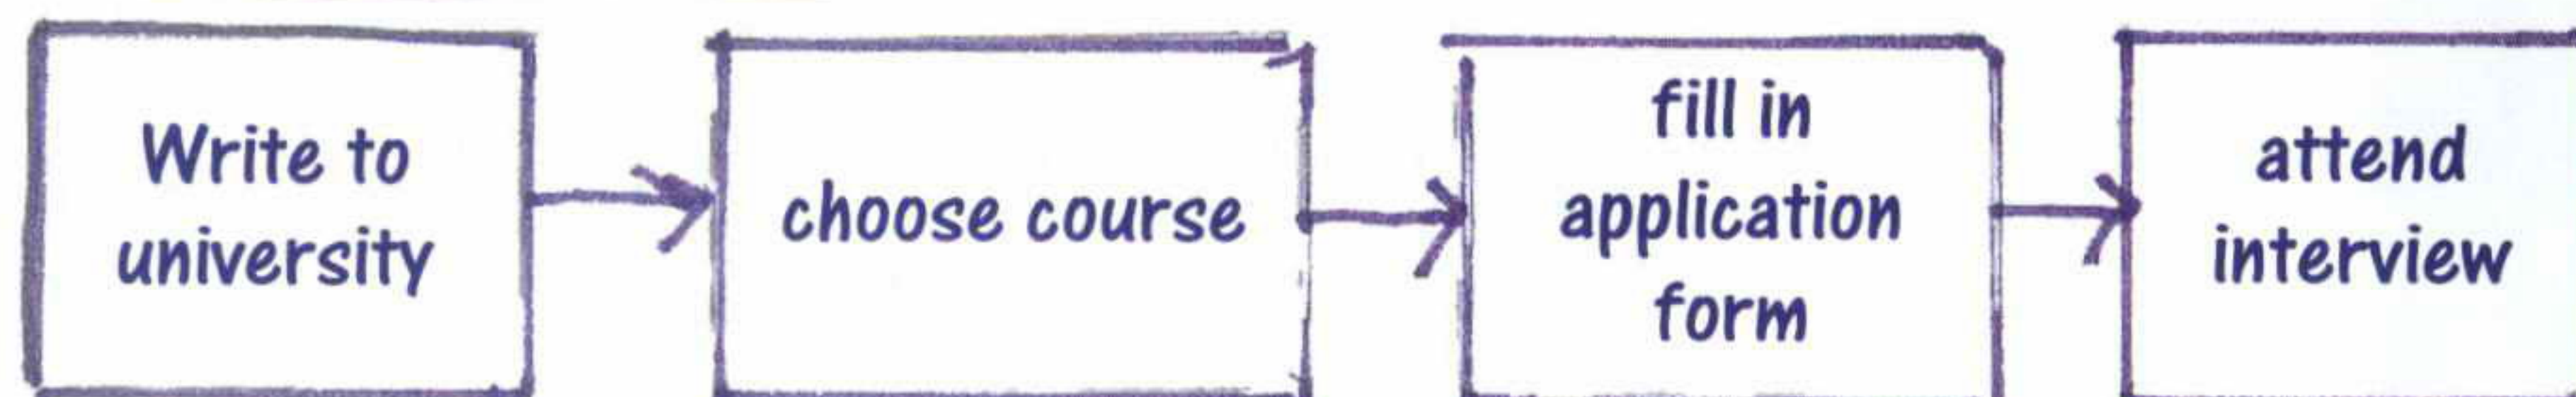 Write to
university
choose course
fill in
application
form
attend
interview